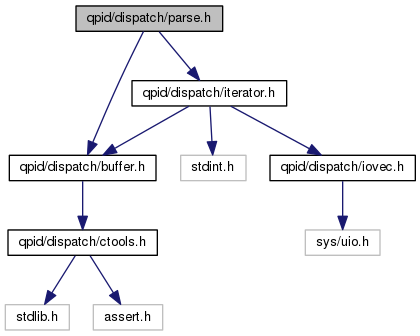 qpid/dispatch/parse.h
qpid/dispatch/iterator.h
qpid/dispatch/buffer.h
stdint.h
qpid/dispatch/iovec.h
qpid/dispatch/ctools.h
sys/uio.h
stdlib.h
assert.h